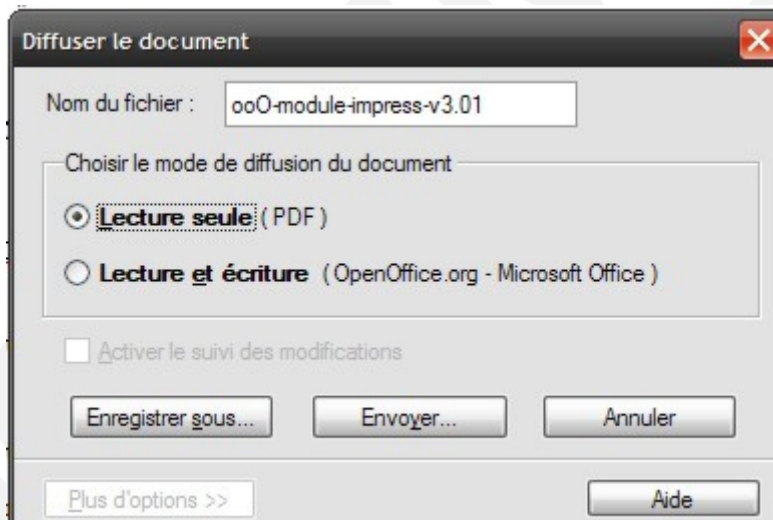 Diffuser le document
Nom du fichier : ooO-module-impress-v3.01
Choisir le mode de diffusion du document
Lecture seule ( PDF )
Lecture et écriture ( OpenOffice.org - Microsoft Office )
Activer le suivi des modifications
Enregistrer sous... Envoyer... Annuler
Plus d'options >> Aide